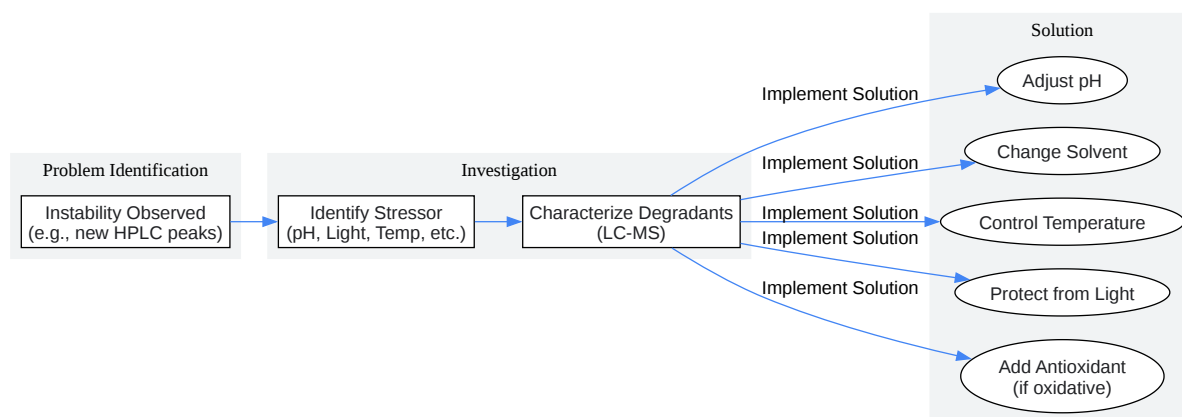 Problem Identification
Instability Observed
(e.g., new HPLC peaks)
Investigation
Identify Stressor
(pH, Light, Temp, etc.)
Characterize Degradants
(LC-MS)
Implement Solution
Implement Solution
Implement Solution
Implement Solution
Implement Solution
Solution
Adjust pH
Change Solvent
Control Temperature
Protect from Light
Add Antioxidant
(if oxidative)